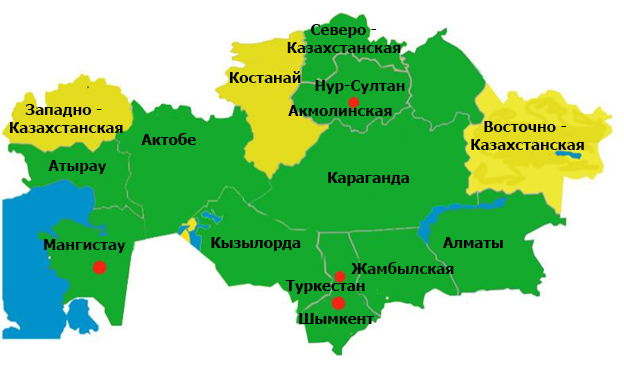 Северо -
Казахстанская
Костанай
Нур-Султан
Акмолинская
Западно -
Казахстанская
Актобе
Восточно -
Казахстанская
Атырау
Караганда
Мангистау
Кызылорда
Алматы
Жамбылская
Туркестан
Шымкент